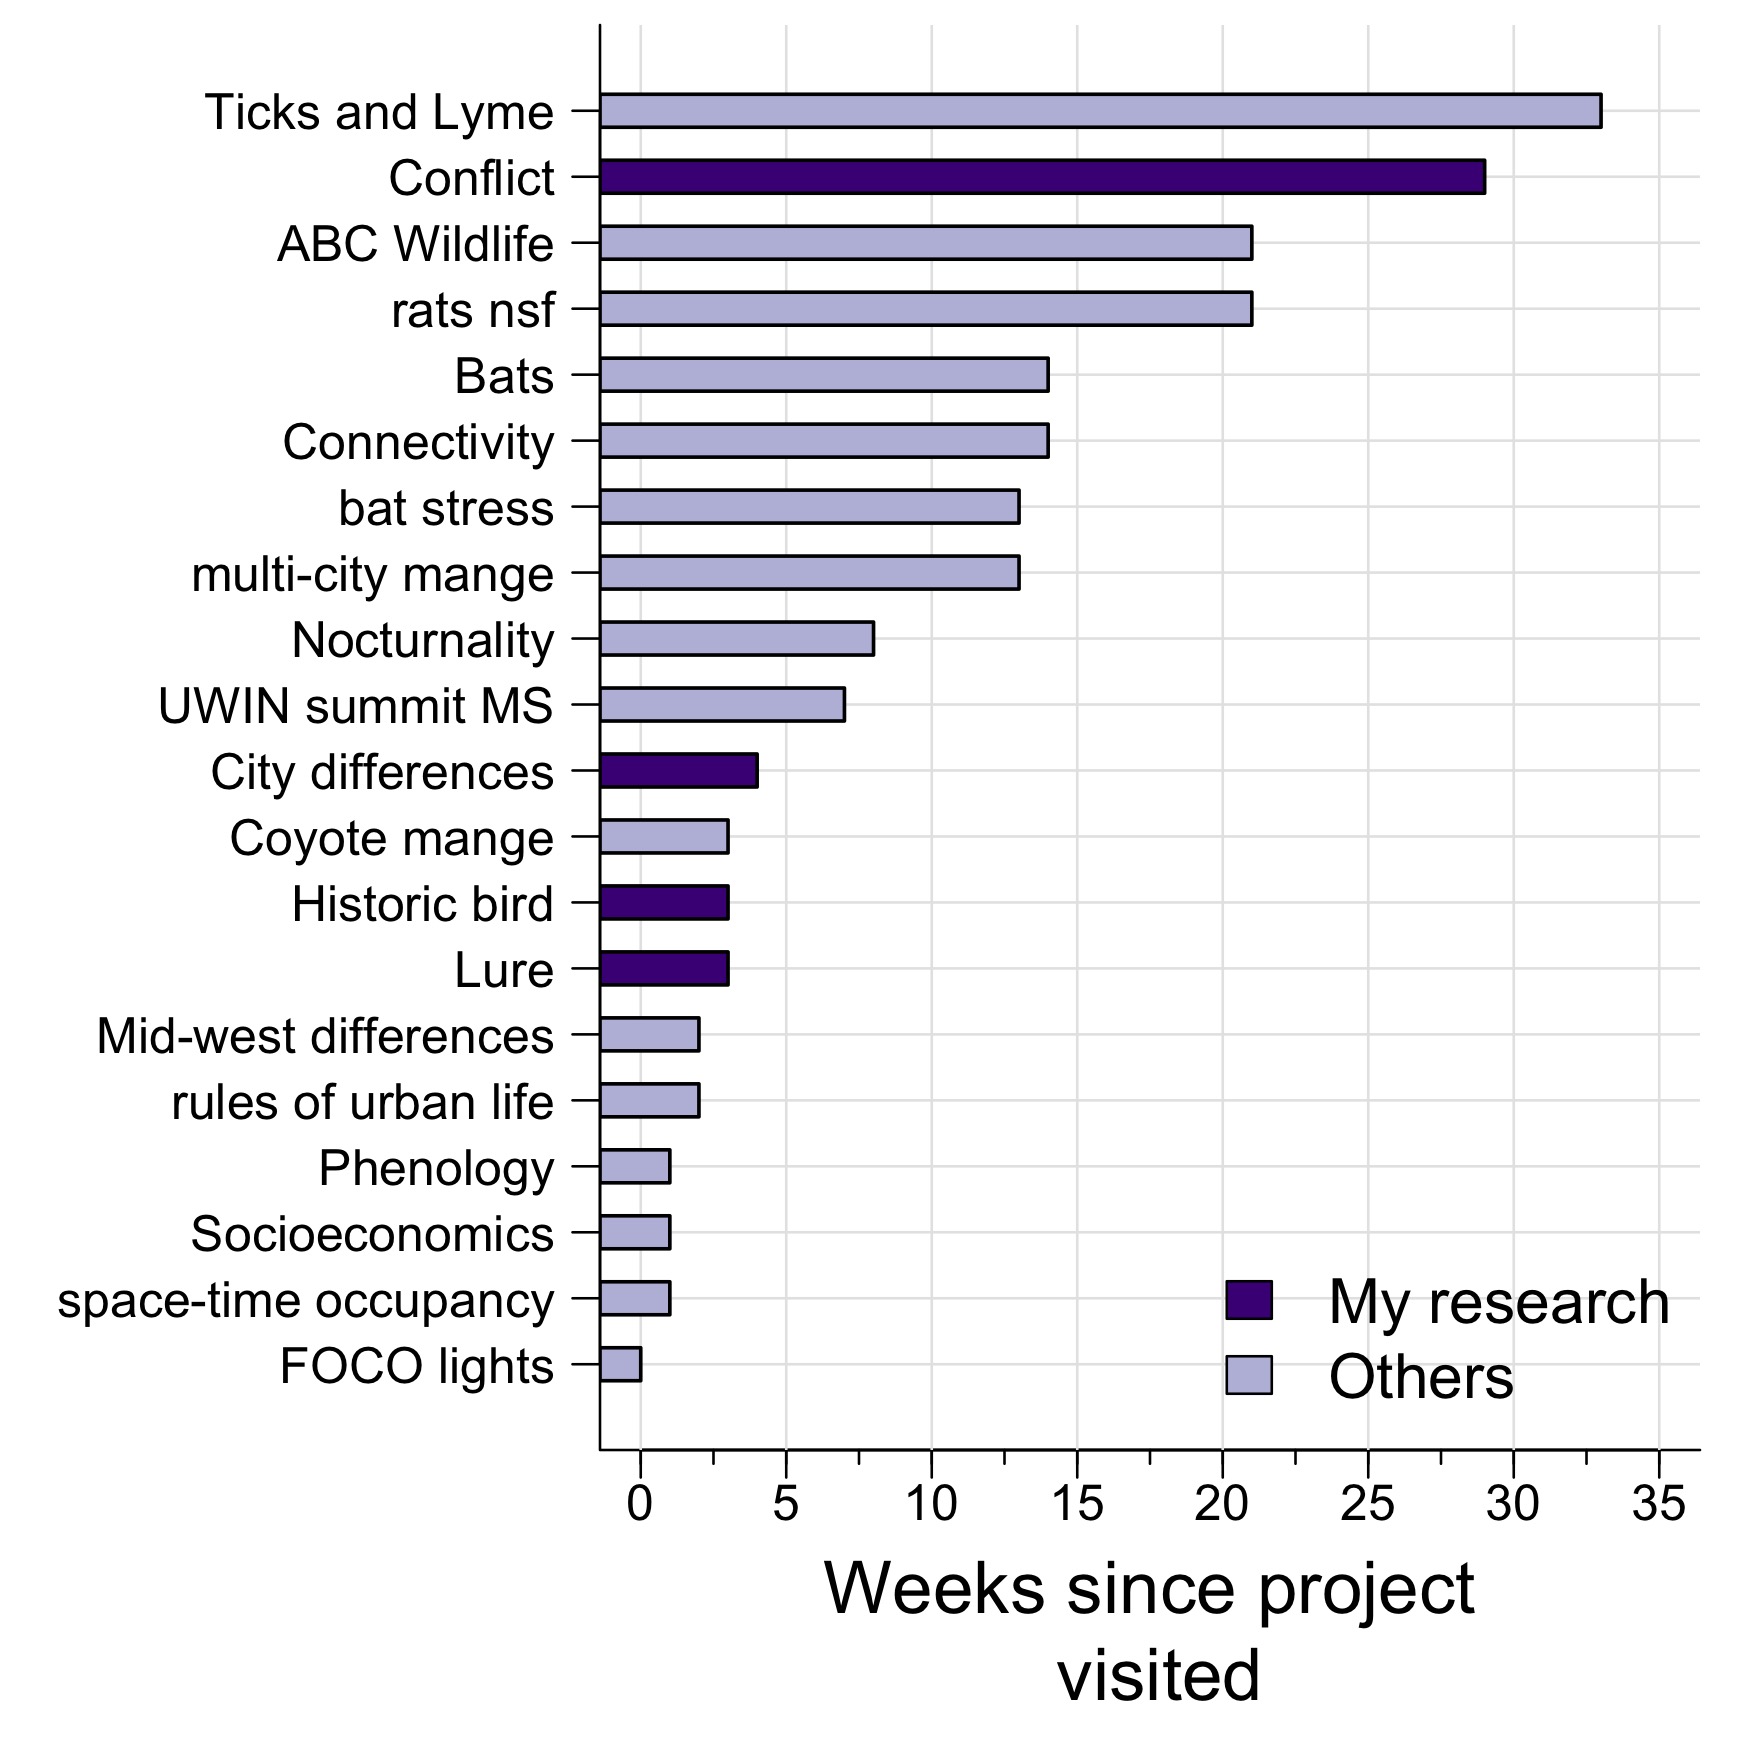 Ticks and Lyme
Conflict
ABC Wildlife
rats nsf
Bats
Connectivity
bat stress
multi-city mange
Nocturnality
UWIN summit MS
City differences
Coyote mange
Historic bird
Lure
Mid-west differences
rules of urban life
Phenology
Socioeconomics
space-time occupancy
FOCO lights
My research
Others
0 5 10 15 20 25 30 35
Weeks since project
visited